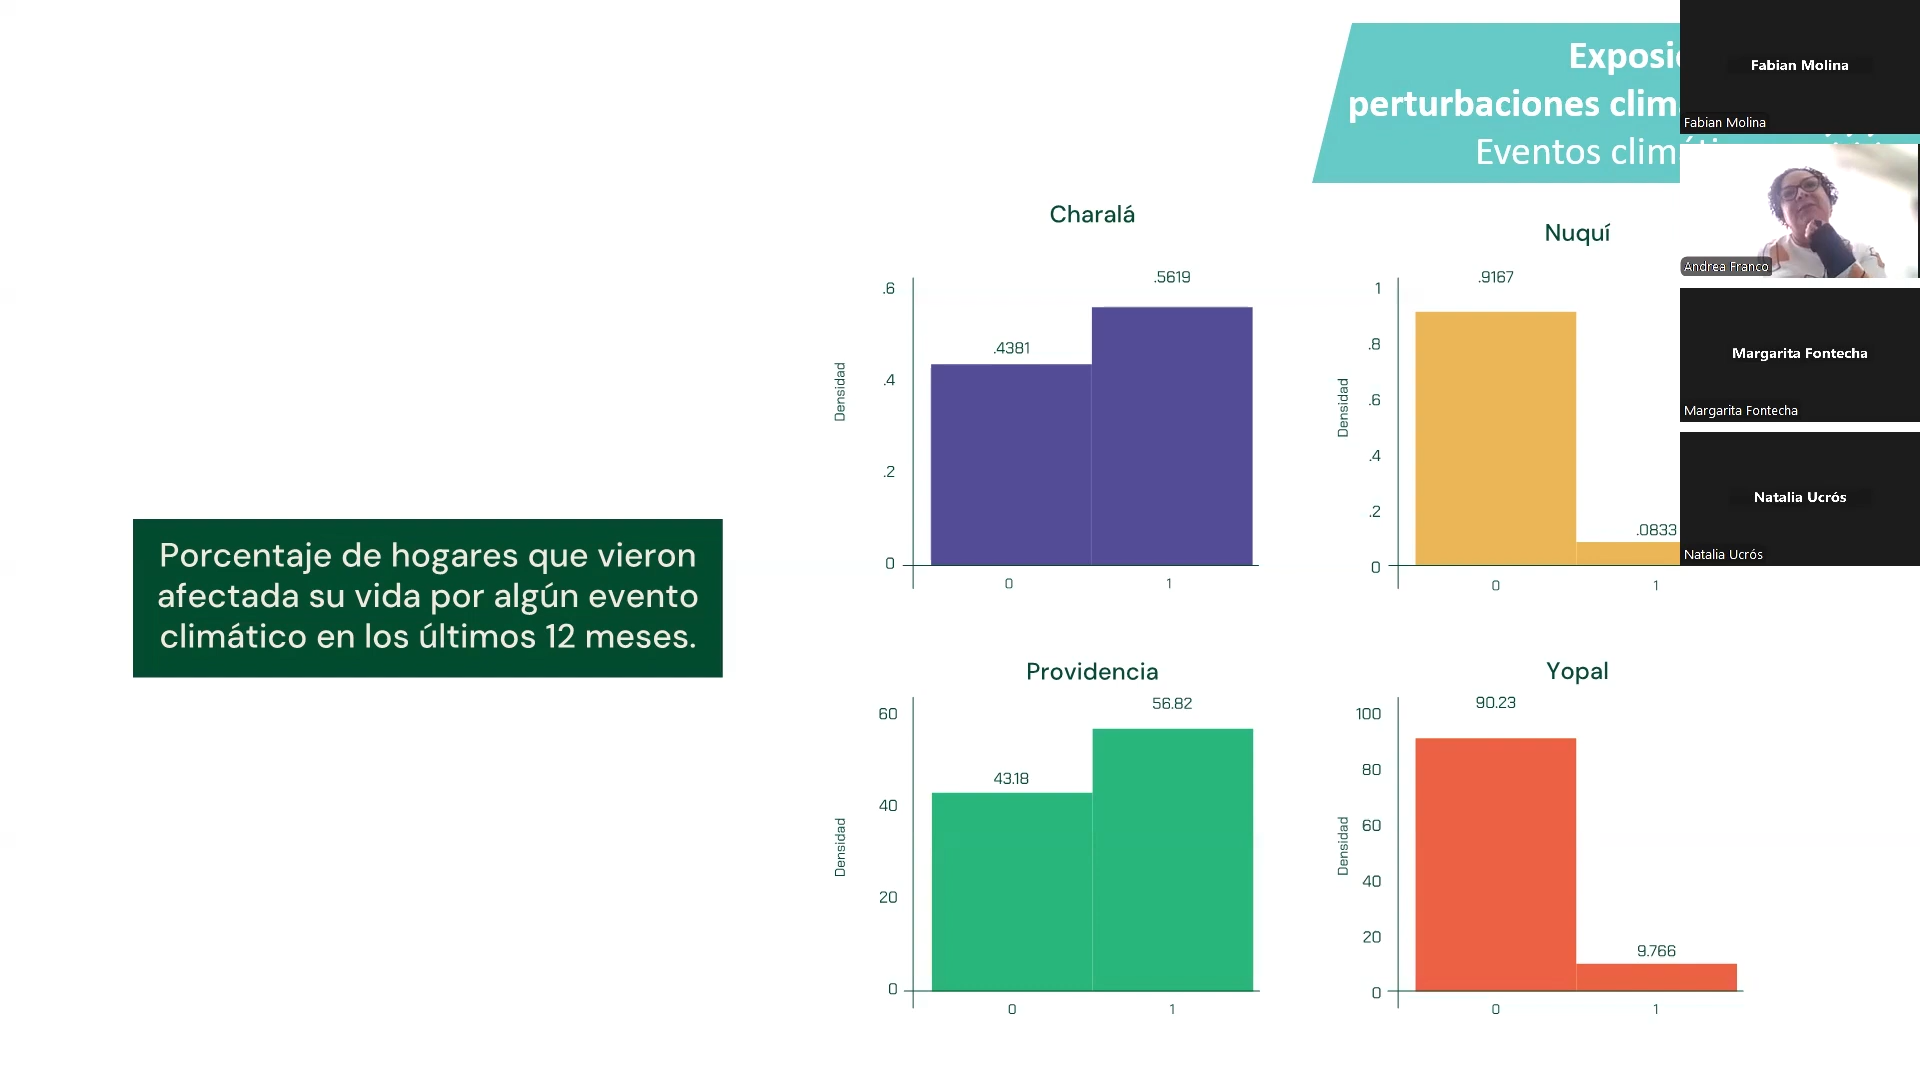 Exposi
perturbaciones clim
Eventos climáti
Fabian Molina
Fabian Molina
Andrea Franco
Margarita Fontecha
Margarita Fontecha
Natalia Ucrós
Natalia Ucrós
Porcentaje de hogares que vieron
afectada su vida por algún evento
climático en los últimos 12 meses.
Charalá
.5619
.4381
.6
.4
.2
0
Densidad
0 1
Nuquí
.9167
.0833
1
.8
.6
.4
.2
0
Densidad
0 1
Providencia
56.82
43.18
60
40
20
0
Densidad
0 1
Yopal
90.23
9.766
100
80
60
40
20
0
Densidad
0 1